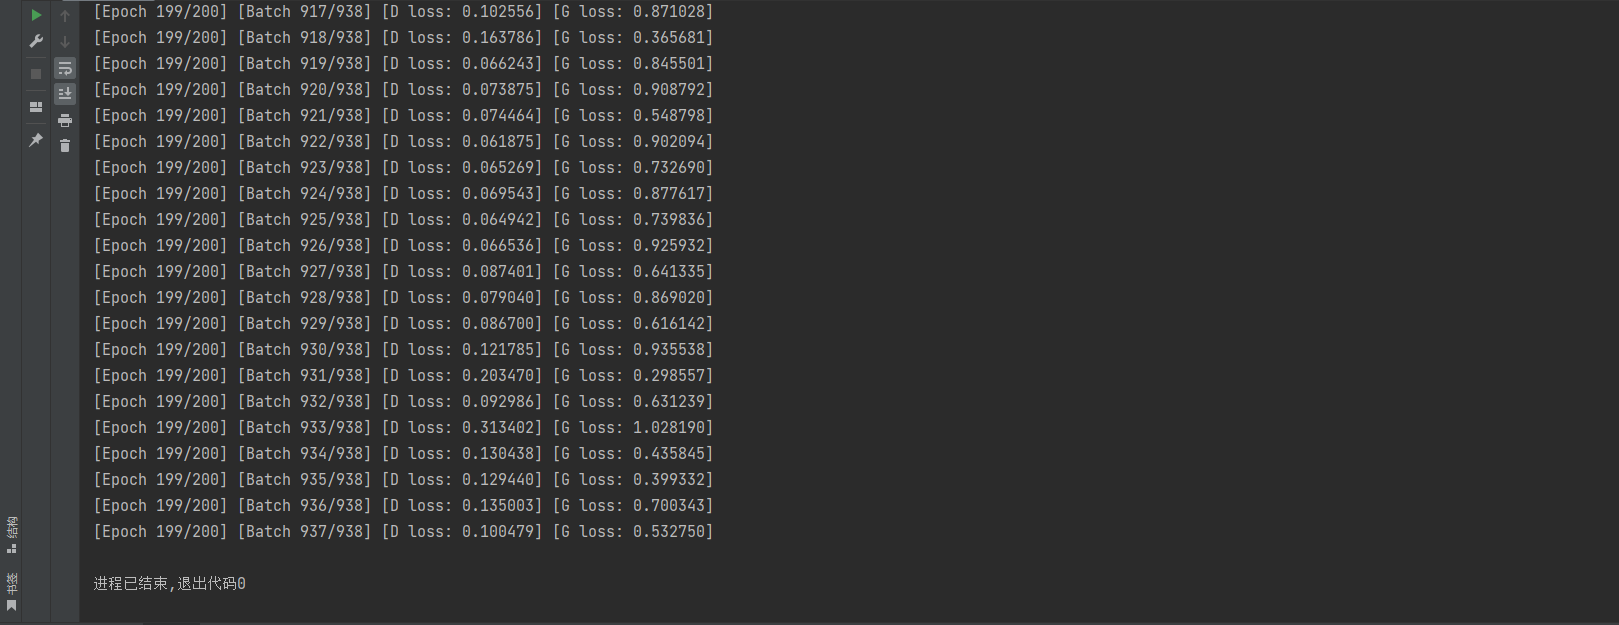 [Epoch 199/200] [Batch 917/938] [D loss: 0.102556] [G loss: 0.871028]
[Epoch 199/200] [Batch 918/938] [D loss: 0.163786] [G loss: 0.365681]
[Epoch 199/200] [Batch 919/938] [D loss: 0.066243] [G loss: 0.845501]
[Epoch 199/200] [Batch 920/938] [D loss: 0.073875] [G loss: 0.908792]
[Epoch 199/200] [Batch 921/938] [D loss: 0.074464] [G loss: 0.548798]
[Epoch 199/200] [Batch 922/938] [D loss: 0.061875] [G loss: 0.902094]
[Epoch 199/200] [Batch 923/938] [D loss: 0.065269] [G loss: 0.732690]
[Epoch 199/200] [Batch 924/938] [D loss: 0.069543] [G loss: 0.877617]
[Epoch 199/200] [Batch 925/938] [D loss: 0.064942] [G loss: 0.739836]
[Epoch 199/200] [Batch 926/938] [D loss: 0.066536] [G loss: 0.925932]
[Epoch 199/200] [Batch 927/938] [D loss: 0.087401] [G loss: 0.641335]
[Epoch 199/200] [Batch 928/938] [D loss: 0.079040] [G loss: 0.869020]
[Epoch 199/200] [Batch 929/938] [D loss: 0.086700] [G loss: 0.616142]
[Epoch 199/200] [Batch 930/938] [D loss: 0.121785] [G loss: 0.935538]
[Epoch 199/200] [Batch 931/938] [D loss: 0.203470] [G loss: 0.298557]
[Epoch 199/200] [Batch 932/938] [D loss: 0.092986] [G loss: 0.631239]
[Epoch 199/200] [Batch 933/938] [D loss: 0.313402] [G loss: 1.028190]
[Epoch 199/200] [Batch 934/938] [D loss: 0.130438] [G loss: 0.435845]
[Epoch 199/200] [Batch 935/938] [D loss: 0.129440] [G loss: 0.399332]
[Epoch 199/200] [Batch 936/938] [D loss: 0.135003] [G loss: 0.700343]
[Epoch 199/200] [Batch 937/938] [D loss: 0.100479] [G loss: 0.532750]
进程已结束,退出代码0
结构
书签